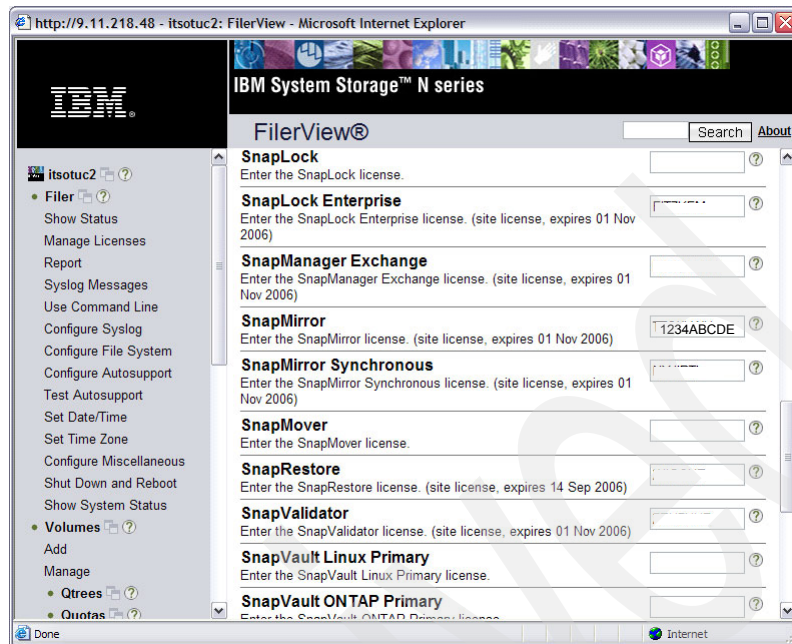 http://9.11.218.48 - itsotuc2: FilerView - Microsoft Internet Explorer
IBM
IBM System Storage™ N series
FilerView®
Search
About
itsotuc2
Filer
Show Status
Manage Licenses
Report
Syslog Messages
Use Command Line
Configure Syslog
Configure File System
Configure Autosupport
Test Autosupport
Set Date/Time
Set Time Zone
Configure Miscellaneous
Shut Down and Reboot
Show System Status
Volumes
Add
Manage
Qtrees
Quotas
SnapLock
Enter the SnapLock license.
SnapLock Enterprise
Enter the SnapLock Enterprise license. (site license, expires 01 Nov
2006)
SnapManager Exchange
Enter the SnapManager Exchange license. (site license, expires 01
Nov 2006)
SnapMirror
Enter the SnapMirror license. (site license, expires 01 Nov 2006)
1234ABCDE
SnapMirror Synchronous
Enter the SnapMirror Synchronous license. (site license, expires 01
Nov 2006)
SnapMover
Enter the SnapMover license.
SnapRestore
Enter the SnapRestore license. (site license, expires 14 Sep 2006)
SnapValidator
Enter the SnapValidator license. (site license, expires 01 Nov 2006)
SnapVault Linux Primary
Enter the SnapVault Linux Primary license.
SnapVault ONTAP Primary
Enter the SnapVault ONTAP Primary license.
Done
Internet